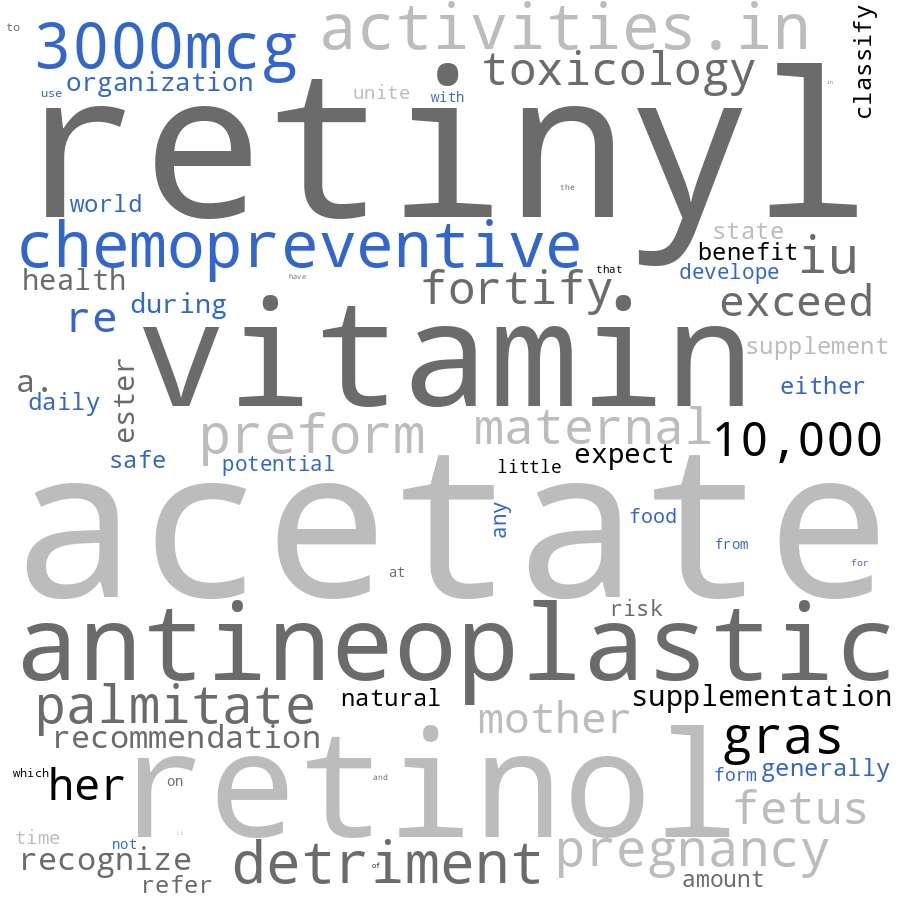 to
3000mcg
activities.in
classify
organization
toxicology
use
unite
with
in
retinyl
the
world
chemopreventive
state
benefit
iu
health
have
that
develope
fortify
during
exceed
re
vitamin
supplement
a.
ester
daily
either
preform
maternal
10,000
safe
potential
little
expect
acetate
any
food
from
at
for
antineoplastic
risk
palmitate
natural
supplementation
recommendation
mother
gras
which
her
on
and
retinol
form
generally
fetus
time
not
if
recognize
detriment
of
pregnancy
refer
amount